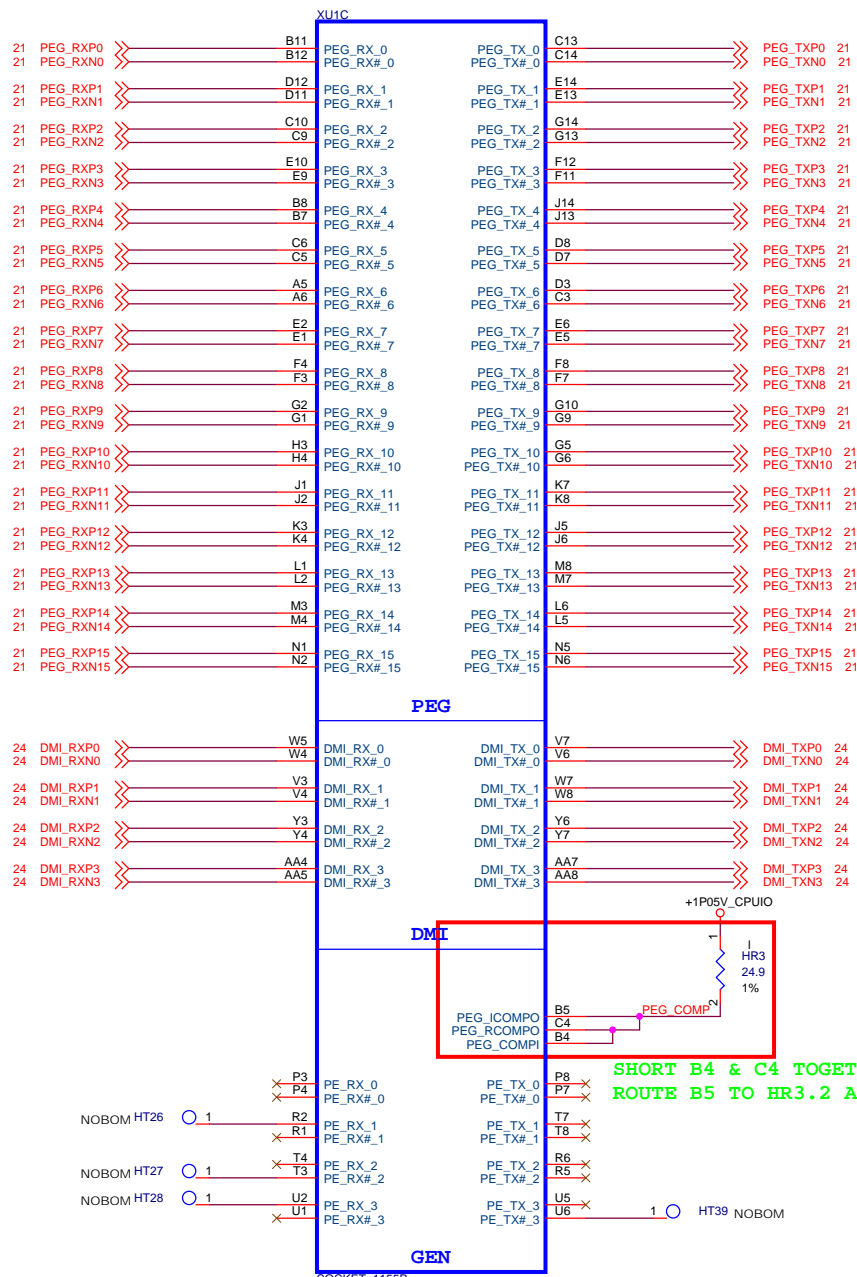 XU1C
21 PEG_RXP0 B11 PEG_RX_0 PEG_TX_0 C13 PEG_TXP0 21
21 PEG_RXN0 B12 PEG_RX#_0 PEG_TX#_0 C14 PEG_TXN0 21
21 PEG_RXP1 D12 PEG_RX_1 PEG_TX_1 E14 PEG_TXP1 21
21 PEG_RXN1 D11 PEG_RX#_1 PEG_TX#_1 E13 PEG_TXN1 21
21 PEG_RXP2 C10 PEG_RX_2 PEG_TX_2 G14 PEG_TXP2 21
21 PEG_RXN2 C9 PEG_RX#_2 PEG_TX#_2 G13 PEG_TXN2 21
21 PEG_RXP3 E10 PEG_RX_3 PEG_TX_3 F12 PEG_TXP3 21
21 PEG_RXN3 E9 PEG_RX#_3 PEG_TX#_3 F11 PEG_TXN3 21
21 PEG_RXP4 B8 PEG_RX_4 PEG_TX_4 J14 PEG_TXP4 21
21 PEG_RXN4 B7 PEG_RX#_4 PEG_TX#_4 J13 PEG_TXN4 21
21 PEG_RXP5 C6 PEG_RX_5 PEG_TX_5 D8 PEG_TXP5 21
21 PEG_RXN5 C5 PEG_RX#_5 PEG_TX#_5 D7 PEG_TXN5 21
21 PEG_RXP6 A5 PEG_RX_6 PEG_TX_6 D3 PEG_TXP6 21
21 PEG_RXN6 A6 PEG_RX#_6 PEG_TX#_6 C3 PEG_TXN6 21
21 PEG_RXP7 E2 PEG_RX_7 PEG_TX_7 E6 PEG_TXP7 21
21 PEG_RXN7 E1 PEG_RX#_7 PEG_TX#_7 E5 PEG_TXN7 21
21 PEG_RXP8 F4 PEG_RX_8 PEG_TX_8 F8 PEG_TXP8 21
21 PEG_RXN8 F3 PEG_RX#_8 PEG_TX#_8 F7 PEG_TXN8 21
21 PEG_RXP9 G2 PEG_RX_9 PEG_TX_9 G10 PEG_TXP9 21
21 PEG_RXN9 G1 PEG_RX#_9 PEG_TX#_9 G9 PEG_TXN9 21
21 PEG_RXP10 H3 PEG_RX_10 PEG_TX_10 G5 PEG_TXP10 21
21 PEG_RXN10 H4 PEG_RX#_10 PEG_TX#_10 G6 PEG_TXN10 21
21 PEG_RXP11 J1 PEG_RX_11 PEG_TX_11 K7 PEG_TXP11 21
21 PEG_RXN11 J2 PEG_RX#_11 PEG_TX#_11 K8 PEG_TXN11 21
21 PEG_RXP12 K3 PEG_RX_12 PEG_TX_12 J5 PEG_TXP12 21
21 PEG_RXN12 K4 PEG_RX#_12 PEG_TX#_12 J6 PEG_TXN12 21
21 PEG_RXP13 L1 PEG_RX_13 PEG_TX_13 M8 PEG_TXP13 21
21 PEG_RXN13 L2 PEG_RX#_13 PEG_TX#_13 M7 PEG_TXN13 21
21 PEG_RXP14 M3 PEG_RX_14 PEG_TX_14 L6 PEG_TXP14 21
21 PEG_RXN14 M4 PEG_RX#_14 PEG_TX#_14 L5 PEG_TXN14 21
21 PEG_RXP15 N1 PEG_RX_15 PEG_TX_15 N5 PEG_TXP15 21
21 PEG_RXN15 N2 PEG_RX#_15 PEG_TX#_15 N6 PEG_TXN15 21
PEG
24 DMI_RXP0 W5 DMI_RX_0 DMI_TX_0 V7 DMI_TXP0 24
24 DMI_RXN0 W4 DMI_RX#_0 DMI_TX#_0 V6 DMI_TXN0 24
24 DMI_RXP1 V3 DMI_RX_1 DMI_TX_1 W7 DMI_TXP1 24
24 DMI_RXN1 V4 DMI_RX#_1 DMI_TX#_1 W8 DMI_TXN1 24
24 DMI_RXP2 Y3 DMI_RX_2 DMI_TX_2 Y6 DMI_TXP2 24
24 DMI_RXN2 Y4 DMI_RX#_2 DMI_TX#_2 Y7 DMI_TXN2 24
24 DMI_RXP3 AA4 DMI_RX_3 DMI_TX_3 AA7 DMI_TXP3 24
24 DMI_RXN3 AA5 DMI_RX#_3 DMI_TX#_3 AA8 DMI_TXN3 24
+1P05V_CPUIO
DMI
1 I
HR3
24.9
1%
2
PEG_ICOMPO B5 PEG_COMP
PEG_RCOMPO C4
PEG_COMPI B4
SHORT B4 & C4 TOGET
ROUTE B5 TO HR3.2 A
P3 PE_RX_0 PE_TX_0 P8
P4 PE_RX#_0 PE_TX#_0 P7
NOBOM HT26 1 R2 PE_RX_1 PE_TX_1 T7
R1 PE_RX#_1 PE_TX#_1 T8
T4 PE_RX_2 PE_TX_2 R6
NOBOM HT27 1 T3 PE_RX#_2 PE_TX#_2 R5
NOBOM HT28 1 U2 PE_RX_3 PE_TX_3 U5
U1 PE_RX#_3 PE_TX#_3 U6 1 HT39 NOBOM
GEN